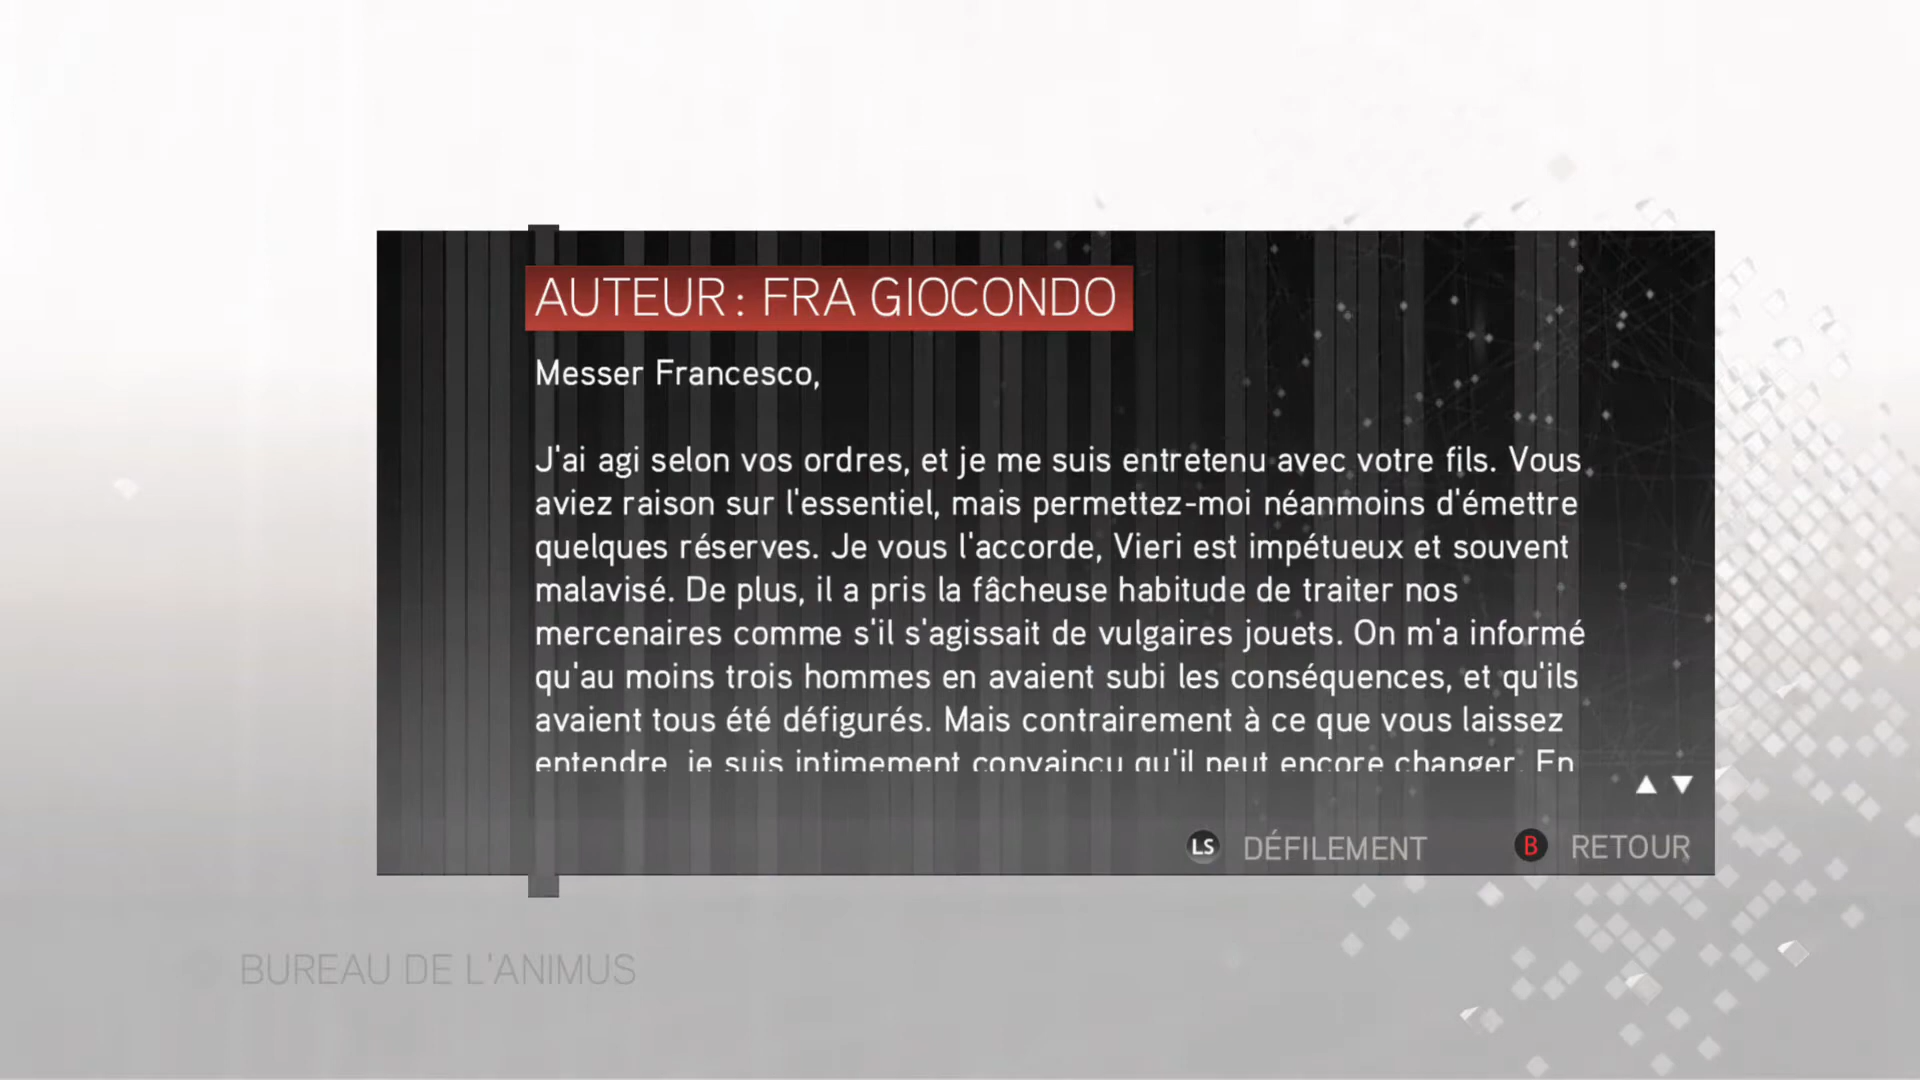 AUTEUR : FRA GIOCONDO
Messer Francesco,
J'ai agi selon vos ordres, et je me suis entretenu avec votre fils. Vous
aviez raison sur l'essentiel, mais permettez-moi néanmoins d'émettre
quelques réserves. Je vous l'accorde, Vieri est impétueux et souvent
malavisé. De plus, il a pris la fâcheuse habitude de traiter nos
mercenaires comme s'il s'agissait de vulgaires jouets. On m'a informé
qu'au moins trois hommes en avaient subi les conséquences, et qu'ils
avaient tous été défigurés. Mais contrairement à ce que vous laissez
entendre, je suis intimement convaincu qu'il peut encore changer. En
LS DÉFILEMENT B RETOUR
BUREAU DE L'ANIMUS